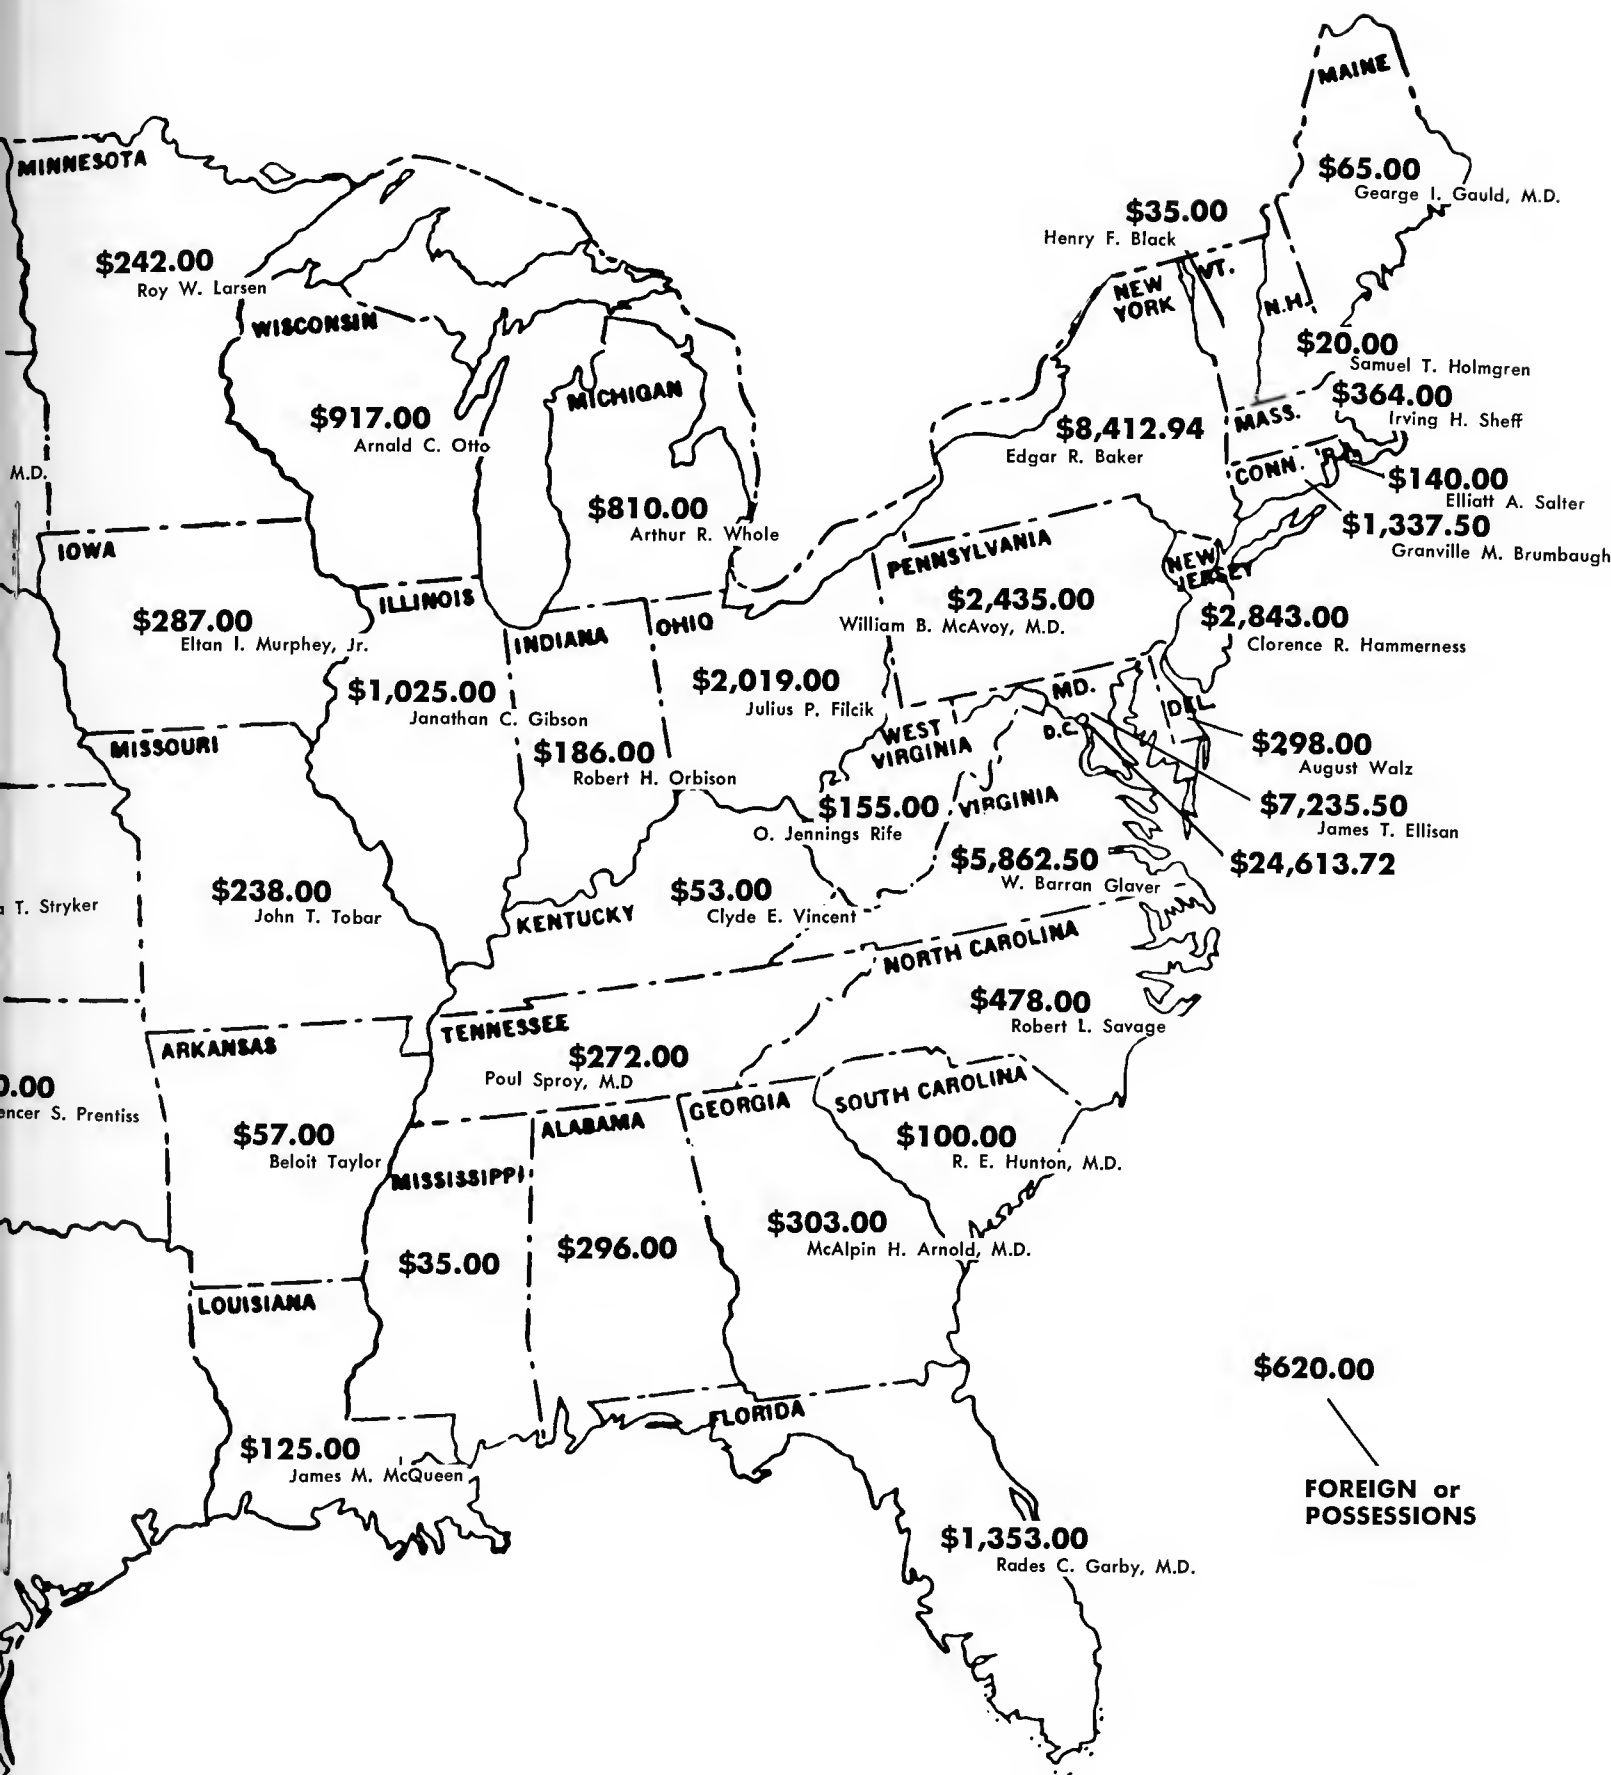 MAINE
$65.00
Gearge I. Gauld, M.D.
MINNESOTA
$242.00
Roy W. Larsen
$35.00
Henry F. Black
VT.
NEW
YORK
N.H.
$20.00
Samuel T. Holmgren
WISCONSIN
$917.00
Arnald C. Otto
MICHIGAN
$810.00
Arthur R. Whole
$8,412.94
Edgar R. Baker
MASS.
$364.00
Irving H. Sheff
CONN.
R.I.
$140.00
Elliatt A. Salter
$1,337.50
Granville M. Brumbaugh
M.D.
IOWA
$287.00
Eltan I. Murphey, Jr.
ILLINOIS
$1,025.00
Janathan C. Gibson
INDIANA
$186.00
Robert H. Orbison
OHIO
$2,019.00
Julius P. Filcik
PENNSYLVANIA
$2,435.00
William B. McAvoy, M.D.
NEW
JERSEY
$2,843.00
Clorence R. Hammerness
MD.
DEL.
D.C.
$298.00
August Walz
$7,235.50
James T. Ellisan
$24,613.72
WEST
VIRGINIA
$155.00
O. Jennings Rife
VIRGINIA
$5,862.50
W. Barran Glaver
MISSOURI
$238.00
John T. Tobar
KENTUCKY
$53.00
Clyde E. Vincent
T. Stryker
NORTH CAROLINA
$478.00
Robert L. Savage
TENNESSEE
$272.00
Poul Sproy, M.D
ARKANSAS
$57.00
Beloit Taylor
0.00
encer S. Prentiss
SOUTH CAROLINA
$100.00
R. E. Hunton, M.D.
GEORGIA
$303.00
McAlpin H. Arnold, M.D.
ALABAMA
$296.00
MISSISSIPPI
$35.00
LOUISIANA
$125.00
James M. McQueen
FLORIDA
$1,353.00
Rades C. Garby, M.D.
$620.00
FOREIGN or
POSSESSIONS